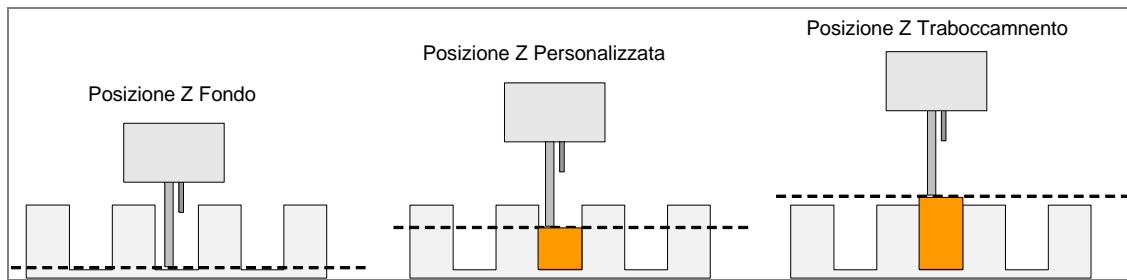 Posizione Z Fondo
Posizione Z Personalizzata
Posizione Z Traboccamnento